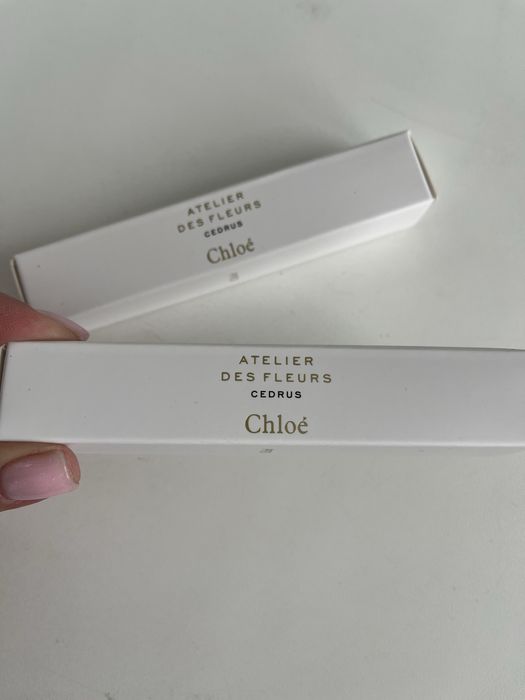 ATELIER
DES FLEURS
CEDRUS
Chloé
ATELIER
DES FLEURS
CEDRUS
Chloé